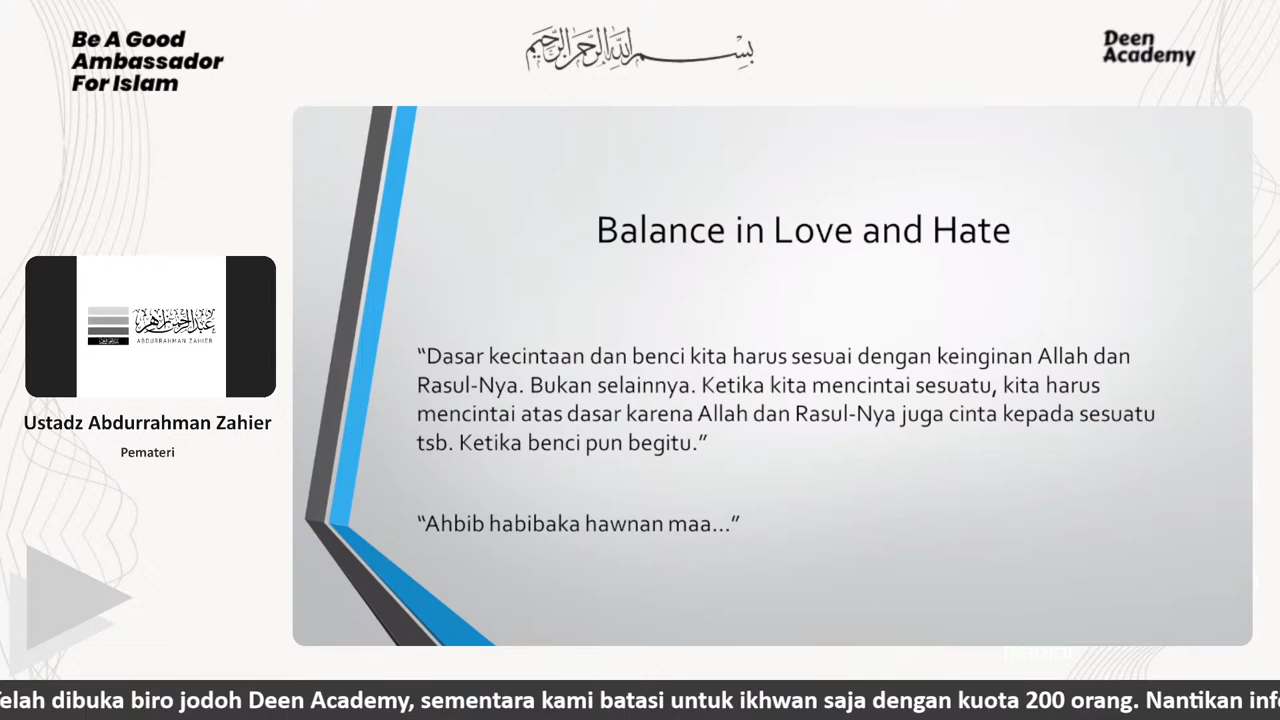 Be A Good
Ambassador
For Islam
بسم الله الرحمن الرحيم
Deen
Academy
Balance in Love and Hate
“Dasar kecintaan dan benci kita harus sesuai dengan keinginan Allah dan
Rasul-Nya. Bukan selainnya. Ketika kita mencintai sesuatu, kita harus
mencintai atas dasar karena Allah dan Rasul-Nya juga cinta kepada sesuatu
tsb. Ketika benci pun begitu.”
“Ahbib habibaka hawnan maa...”
ABDURRAHMAN ZAHIER
Ustadz Abdurrahman Zahier
Pemateri
Telah dibuka biro jodoh Deen Academy, sementara kami batasi untuk ikhwan saja dengan kuota 200 orang. Nantikan inf